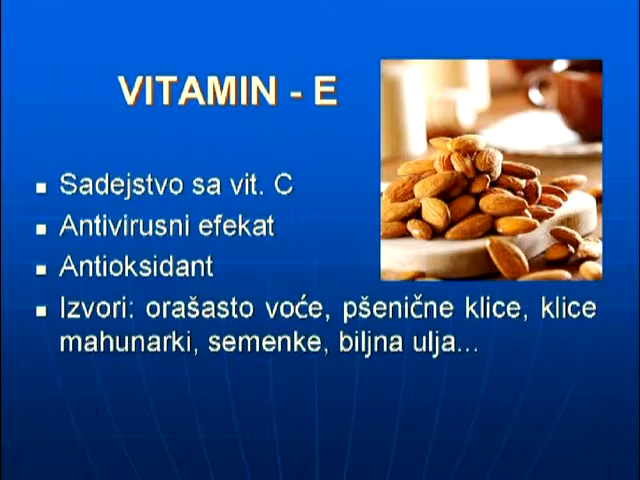 VITAMIN - E
Sadejstvo sa vit. C
Antivirusni efekat
Antioksidant
Izvori: orašasto voće, pšenične klice, klice
mahunarki, semenke, biljna ulja...